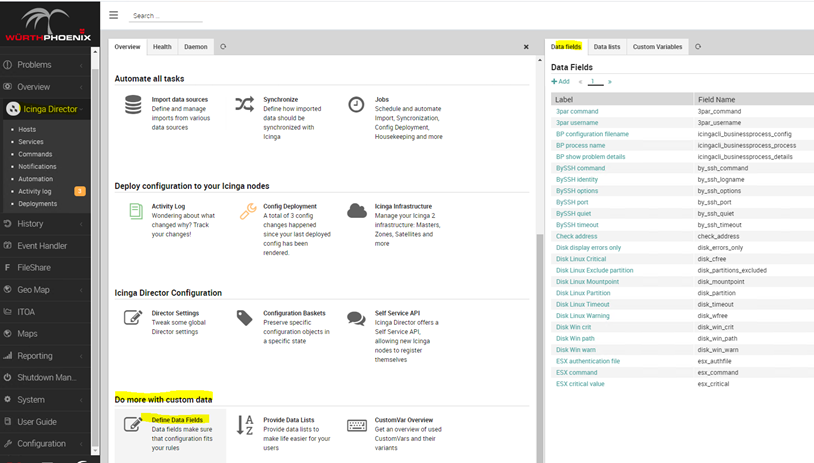 WÜRTHPHOENIX
Problems
Overview
Icinga Director
Hosts
Services
Commands
Notifications
Automation
Activity log
Deployments
History
Event Handler
FileShare
Geo Map
ITOA
Maps
Reporting
Shutdown Man...
System
User Guide
Configuration
Search ...
Overview
Health
Daemon
Automate all tasks
Import data sources
Define and manage
imports from various
data sources
Synchronize
Define how imported
data should be
synchronized with
Icinga
Jobs
Schedule and automate
Import, Syncronization,
Config Deployment,
Housekeeping and more
Deploy configuration to your Icinga nodes
Activity Log
Wondering about what
changed why? Track
your changes!
Config Deployment
A total of 3 config
changes happened
since your last deployed
config has been
rendered.
Icinga Infrastructure
Manage your Icinga 2
infrastructure: Masters,
Zones, Satellites and
more
Icinga Director Configuration
Director Settings
Tweak some global
Director settings
Configuration Baskets
Preserve specific
configuration objects in
a specific state
Self Service API
Icinga Director offers a
Self Service API,
allowing new Icinga
nodes to register
themselves
Do more with custom data
Define Data Fields
Data fields make sure
that configuration fits
your rules
A
Z
Provide Data Lists
Provide data lists to
make life easier for your
users
CustomVar Overview
Get an overview of used
CustomVars and their
variants
Data fields
Data lists
Custom Variables
Data Fields
+ Add « 1 »
Label Field Name
3par command 3par_command
3par username 3par_username
BP configuration filename icingacli_businessprocess_config
BP process name icingacli_businessprocess_process
BP show problem details icingacli_businessprocess_details
BySSH command by_ssh_command
BySSH identity by_ssh_logname
BySSH options by_ssh_options
BySSH port by_ssh_port
BySSH quiet by_ssh_quiet
BySSH timeout by_ssh_timeout
Check address check_address
Disk display errors only disk_errors_only
Disk Linux Critical disk_cfree
Disk Linux Exclude partition disk_partitions_excluded
Disk Linux Mountpoint disk_mountpoint
Disk Linux Partition disk_partition
Disk Linux Timeout disk_timeout
Disk Linux Warning disk_wfree
Disk Win crit disk_win_crit
Disk Win path disk_win_path
Disk Win warn disk_win_warn
ESX authentication file esx_authfile
ESX command esx_command
ESX critical value esx_critical